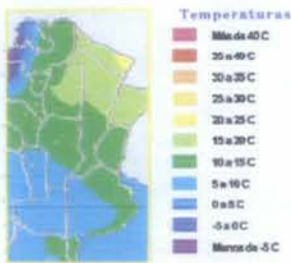 Temperaturas
Más de 40 C
35 a 40 C
30 a 35 C
25 a 30 C
20 a 25 C
15 a 20 C
10 a 15 C
5 a 10 C
0 a 5 C
-5 a 0 C
Menos de -5 C